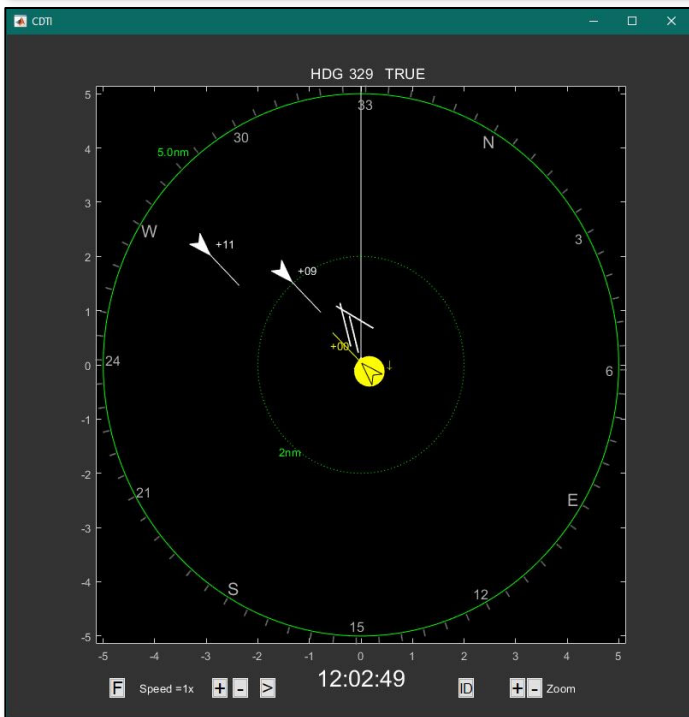 CDTI
HDG 329 TRUE
5
33
30
N
5.0nm
4
3
3
W
+11
2
+09
1
+00
↓
0
24
6
-1
2nm
-2
21
-3
E
-4
S
12
15
-5
-5 -4 -3 -2 -1 0 1 2 3 4 5
F Speed =1x + - > 12:02:49 ID + - Zoom